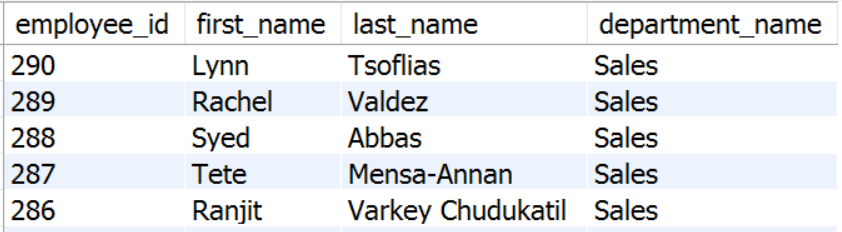 employee_id first_name last_name department_name
290 Lynn Tsoflias Sales
289 Rachel Valdez Sales
288 Syed Abbas Sales
287 Tete Mensa-Annan Sales
286 Ranjit Varkey Chudukatil Sales